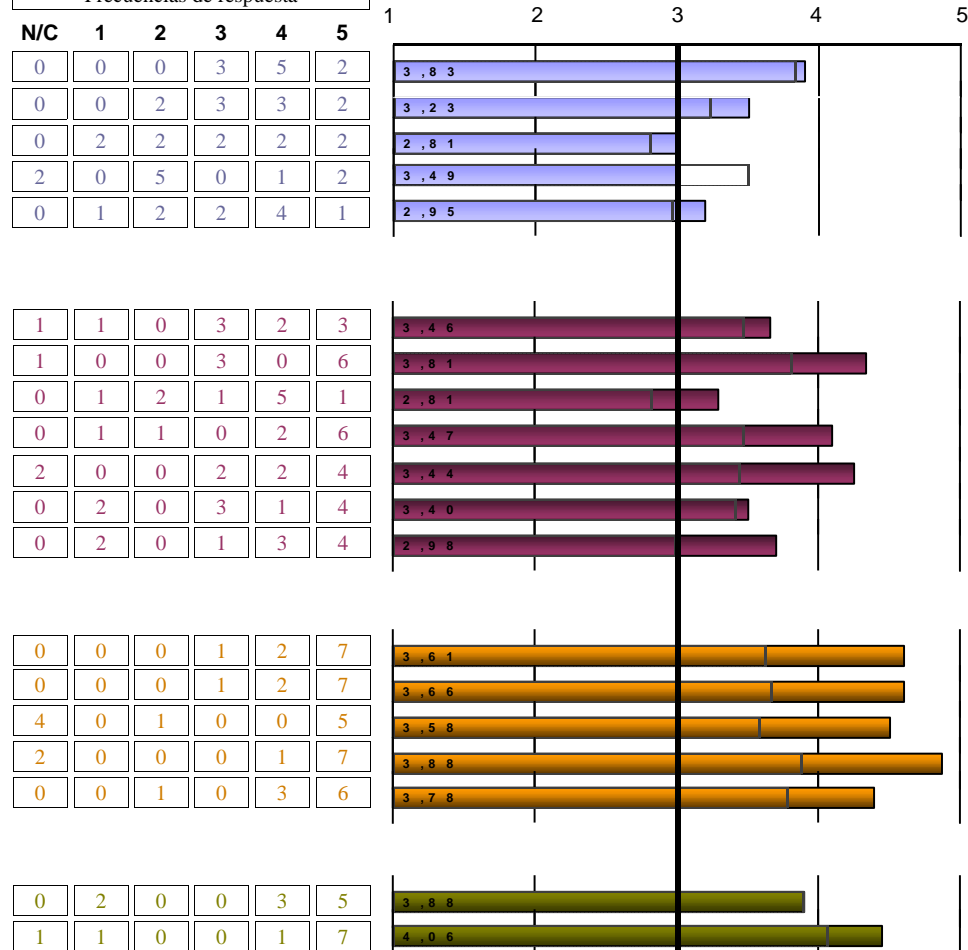 Frecuencias de respuesta
1 2 3 4 5
N/C 1 2 3 4 5
0 0 0 3 5 2 3,83
0 0 2 3 3 2 3,23
0 2 2 2 2 2 2,81
2 0 5 0 1 2 3,49
0 1 2 2 4 1 2,95
1 1 0 3 2 3 3,46
1 0 0 3 0 6 3,81
0 1 2 1 5 1 2,81
0 1 1 0 2 6 3,47
2 0 0 2 2 4 3,44
0 2 0 3 1 4 3,40
0 2 0 1 3 4 2,98
0 0 0 1 2 7 3,61
0 0 0 1 2 7 3,66
4 0 1 0 0 5 3,58
2 0 0 0 1 7 3,88
0 0 1 0 3 6 3,78
0 2 0 0 3 5 3,88
1 1 0 0 1 7 4,06